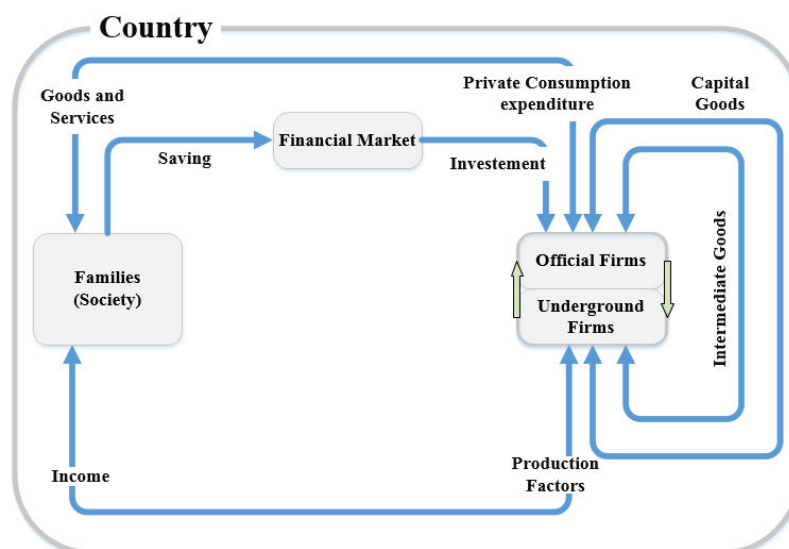 Country
Goods and
Services
Private Consumption
expenditure
Capital
Goods
Financial Market
Saving
Investement
Families
(Society)
Official Firms
Underground
Firms
Intermediate Goods
Income
Production
Factors